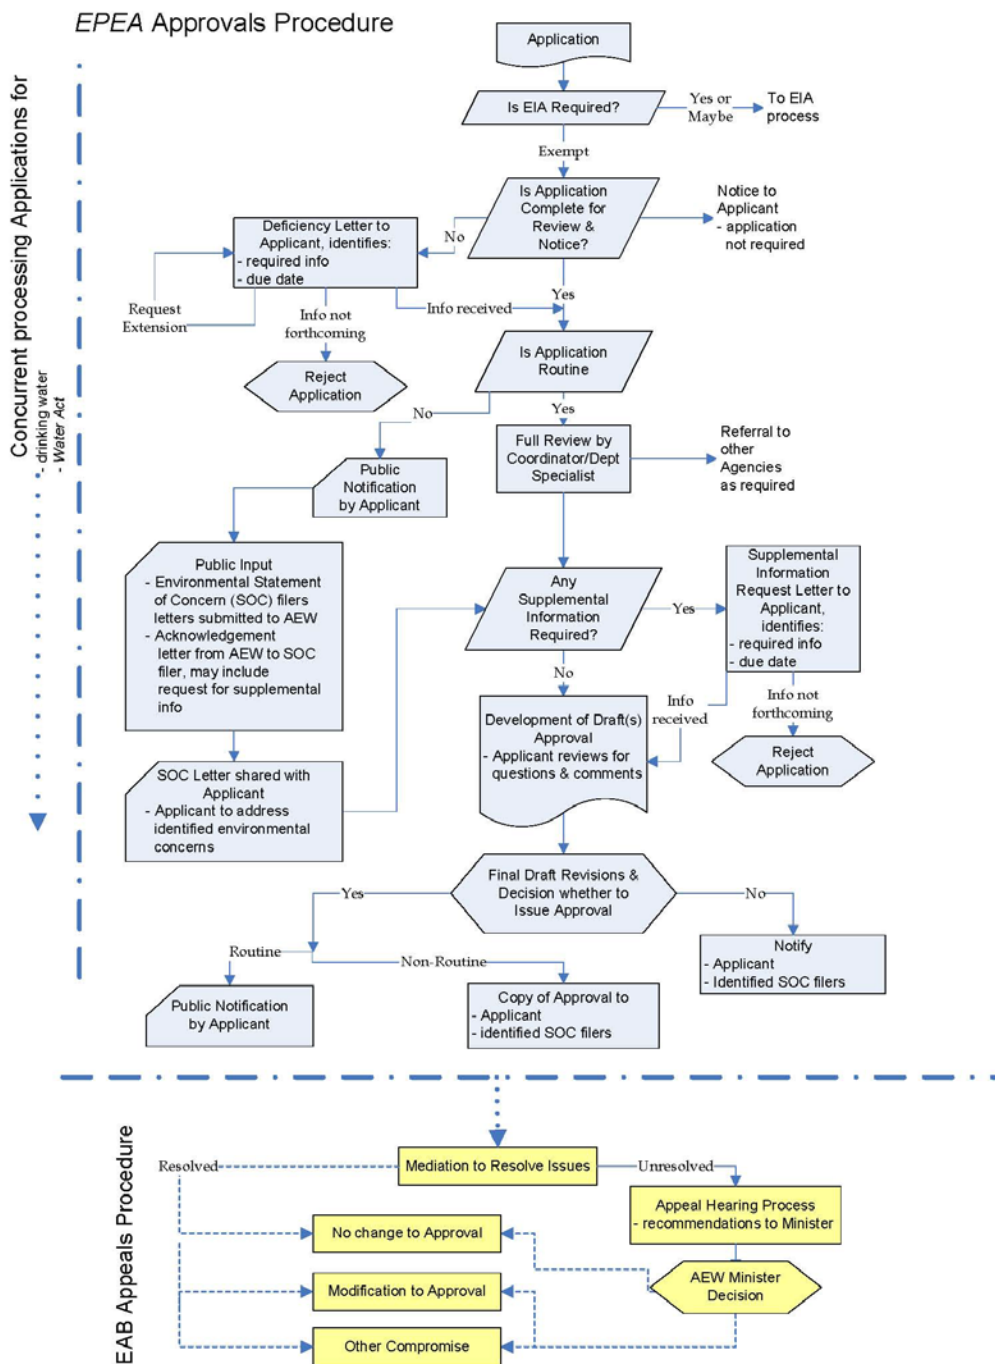 EPEA Approvals Procedure
Concurrent processing Applications for
- drinking water
- Water Act
Application
Is EIA Required?
Yes or
Maybe
To EIA
process
Exempt
Is Application
Complete for
Review &
Notice?
Notice to
Applicant
- application
not required
No
Deficiency Letter to
Applicant, identifies:
- required info
- due date
Yes
Info received
Request
Extension
Info not
forthcoming
Reject
Application
Is Application
Routine
No
Yes
Full Review by
Coordinator/Dept
Specialist
Referral to
other
Agencies
as required
Public
Notification
by Applicant
Public Input
- Environmental Statement
of Concern (SOC) filers
letters submitted to AEW
- Acknowledgement
letter from AEW to SOC
filer, may include
request for supplemental
info
Any
Supplemental
Information
Required?
Yes
Supplemental
Information
Request Letter to
Applicant,
identifies:
- required info
- due date
No
Info
received
Info not
forthcoming
Reject
Application
Development of Draft(s)
Approval
- Applicant reviews for
questions & comments
SOC Letter shared with
Applicant
- Applicant to address
identified environmental
concerns
Final Draft Revisions &
Decision whether to
Issue Approval
Yes
No
Notify
- Applicant
- Identified SOC filers
Routine
Non-Routine
Public Notification
by Applicant
Copy of Approval to
- Applicant
- identified SOC filers
EAB Appeals Procedure
Resolved
Mediation to Resolve Issues
Unresolved
Appeal Hearing Process
- recommendations to Minister
No change to Approval
AEW Minister
Decision
Modification to Approval
Other Compromise